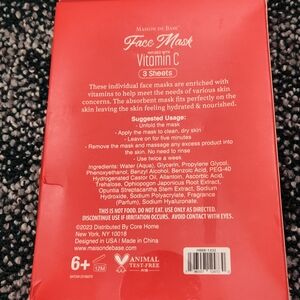 MAISON DE BASE
Face Mask
INFUSED WITH
Vitamin C
3 Sheets
These individual face masks are enriched with
vitamins to help meet the needs of various skin
concerns. The absorbent mask fits perfectly on the
skin leaving the skin feeling hydrated & nourished.
Suggested Usage:
- Unfold the mask
- Apply the mask to clean, dry skin
- Leave on for five minutes
- Remove the mask and massage any excess product into
the skin. No need to rinse
- Use twice a week
Ingredients: Water (Aqua), Glycerin, Propylene Glycol,
Phenoxyethanol, Benzyl Alcohol, Benzoic Acid, PEG-40
Hydrogenated Castor Oil, Allantoin, Ascorbic Acid,
Trehalose, Ophiopogon Japonicus Root Extract,
Opuntia Streptacantha Stem Extract, Sodium
Hydroxide, Sodium Polyacrylate, Fragrance
(Parfum), Sodium Hyaluronate.
THIS IS NOT FOOD. DO NOT EAT. USE ONLY AS DIRECTED
DISCONTINUE USE IF IRRITATION OCCURS. AVOID CONTACT WITH EYES.
©2023 Distributed By Core Home
New York, NY 10018
Designed in USA | Made in China
www.maisondebase.com
6+
12M
ANIMAL
TEST-FREE